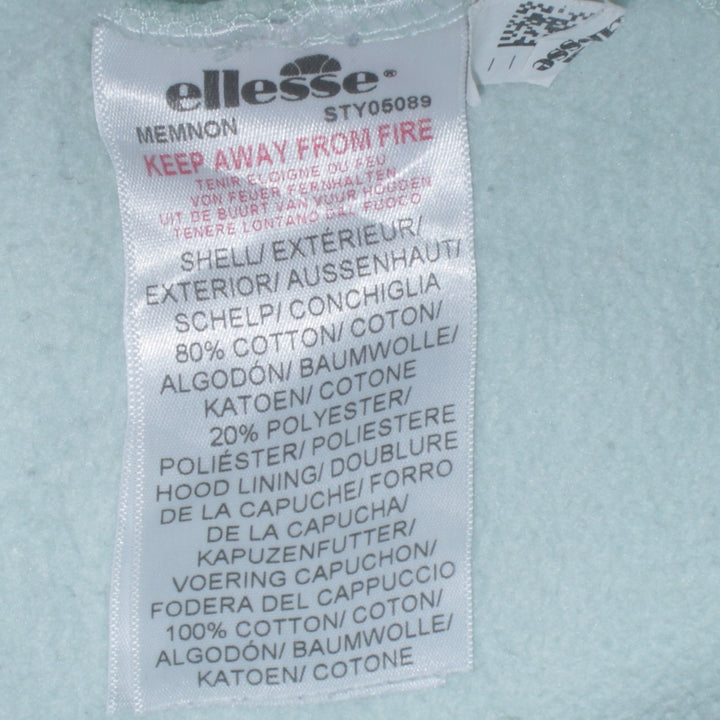 ellesse®
STY05089
MEMNON
KEEP AWAY FROM FIRE
TENIR ELOIGNE DU FEU
VON FEUER FERNHALTEN
UIT DE BUURT VAN VUUR HOUDEN
TENERE LONTANO DAL FUOCO
SHELL/ EXTÉRIEUR/
EXTERIOR/ AUSSENHAUT/
SCHELP/ CONCHIGLIA
80% COTTON/ COTON/
ALGODÓN/ BAUMWOLLE/
KATOEN/ COTONE
20% POLYESTER/
POLIÉSTER/ POLIESTERE
HOOD LINING/ DOUBLURE
DE LA CAPUCHE/ FORRO
DE LA CAPUCHA/
KAPUZENFUTTER/
VOERING CAPUCHON/
FODERA DEL CAPPUCCIO
100% COTTON/ COTON/
ALGODÓN/ BAUMWOLLE/
KATOEN/ COTONE